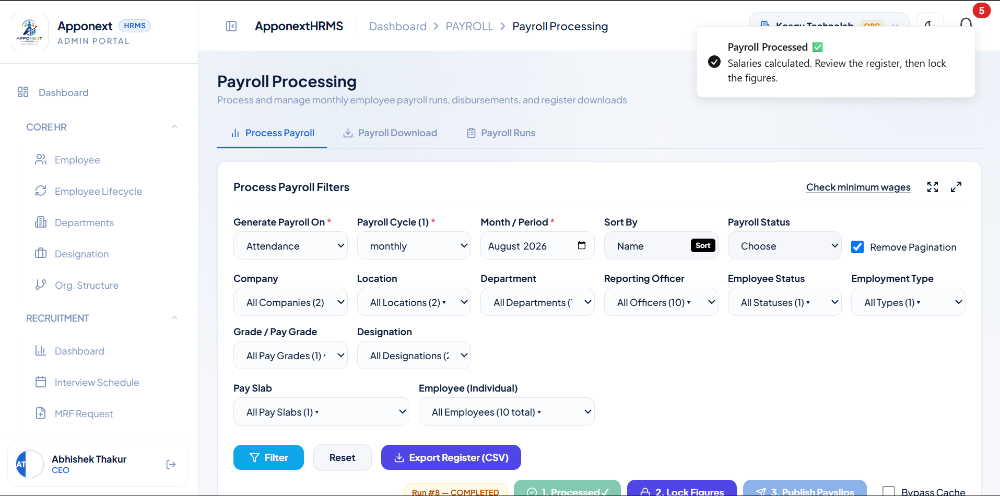 APPONEXT
HRMS
Apponext HRMS
ADMIN PORTAL
ApponextHRMS
Dashboard > PAYROLL > Payroll Processing
Kosqu Technolab ORG
5
Payroll Processed ✅
Salaries calculated. Review the register, then lock
the figures.
Dashboard
CORE HR
Employee
Employee Lifecycle
Departments
Designation
Org. Structure
RECRUITMENT
Dashboard
Interview Schedule
MRF Request
AT
Abhishek Thakur
CEO
Payroll Processing
Process and manage monthly employee payroll runs, disbursements, and register downloads
Process Payroll Payroll Download Payroll Runs
Process Payroll Filters Check minimum wages
Generate Payroll On * Payroll Cycle (1) * Month / Period * Sort By Payroll Status
Attendance monthly August 2026 Name Sort Choose Remove Pagination
Company Location Department Reporting Officer Employee Status Employment Type
All Companies (2) All Locations (2) ▾ All Departments (1 All Officers (10) ▾ All Statuses (1) ▾ All Types (1) ▾
Grade / Pay Grade Designation
All Pay Grades (1) ▾ All Designations (2
Pay Slab Employee (Individual)
All Pay Slabs (1) ▾ All Employees (10 total) ▾
Filter Reset Export Register (CSV)
Run #8 — COMPLETED 1. Processed ✓ 2. Lock Figures 3. Publish Payslips Bypass Cache